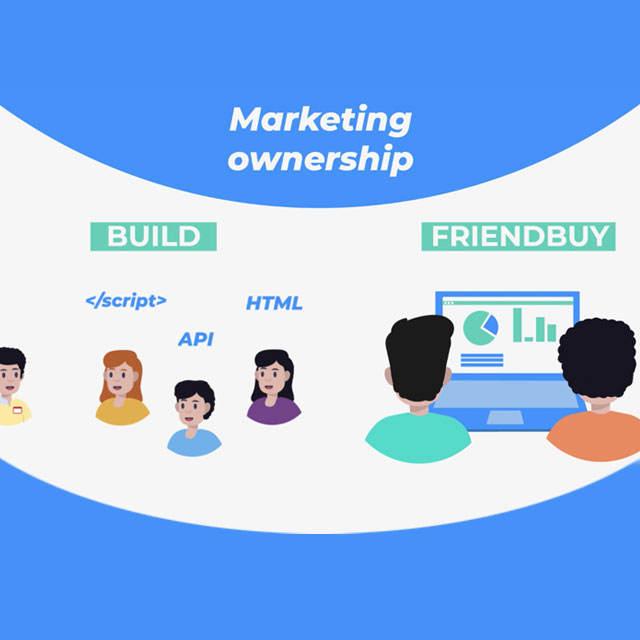 Marketing
ownership
BUILD
FRIENDBUY
</script>
HTML
API